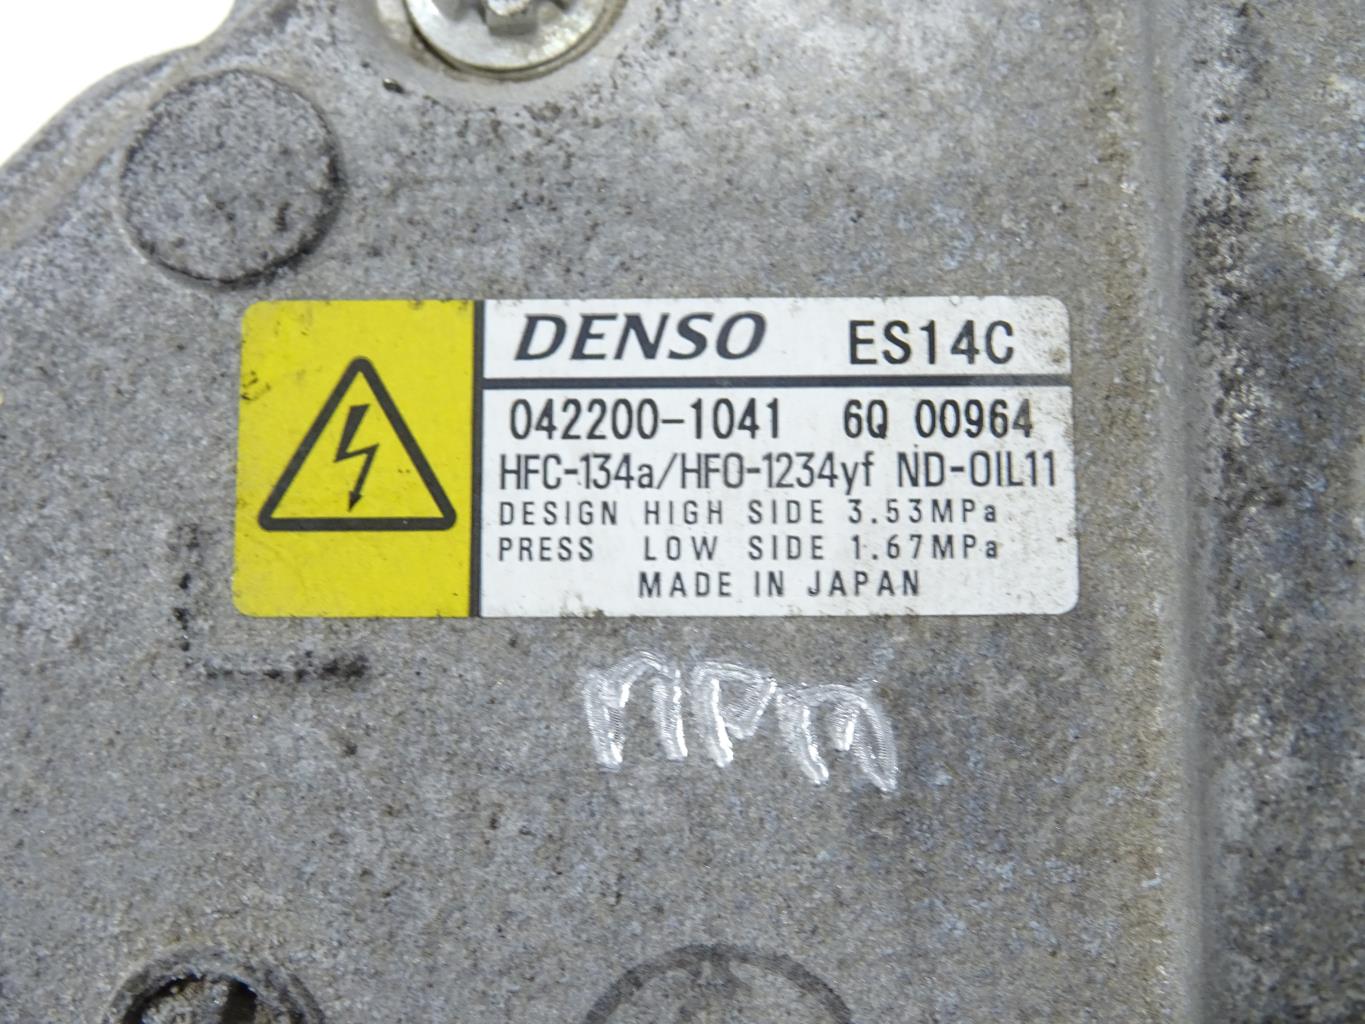 DENSO ES14C
042200-1041 6Q 00964
HFC-134a/HFO-1234yf ND-OIL11
DESIGN HIGH SIDE 3.53MPa
PRESS LOW SIDE 1.67MPa
MADE IN JAPAN